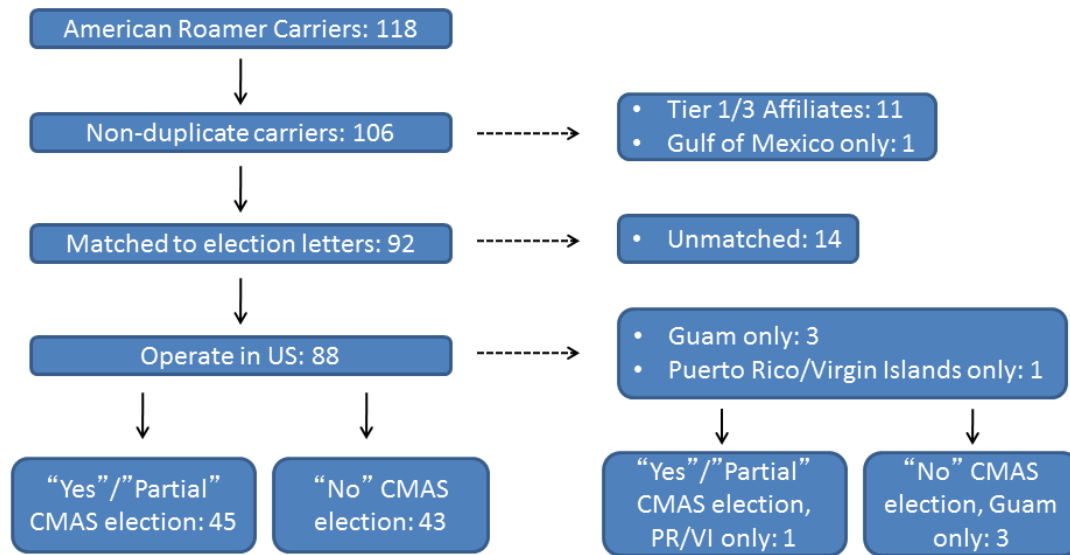 American Roamer Carriers: 118
Non-duplicate carriers: 106
• Tier 1/3 Affiliates: 11
• Gulf of Mexico only: 1
Matched to election letters: 92
• Unmatched: 14
Operate in US: 88
• Guam only: 3
• Puerto Rico/Virgin Islands only: 1
“Yes”/”Partial”
CMAS election: 45
“No” CMAS
election: 43
“Yes”/”Partial”
CMAS election,
PR/VI only: 1
“No” CMAS
election, Guam
only: 3